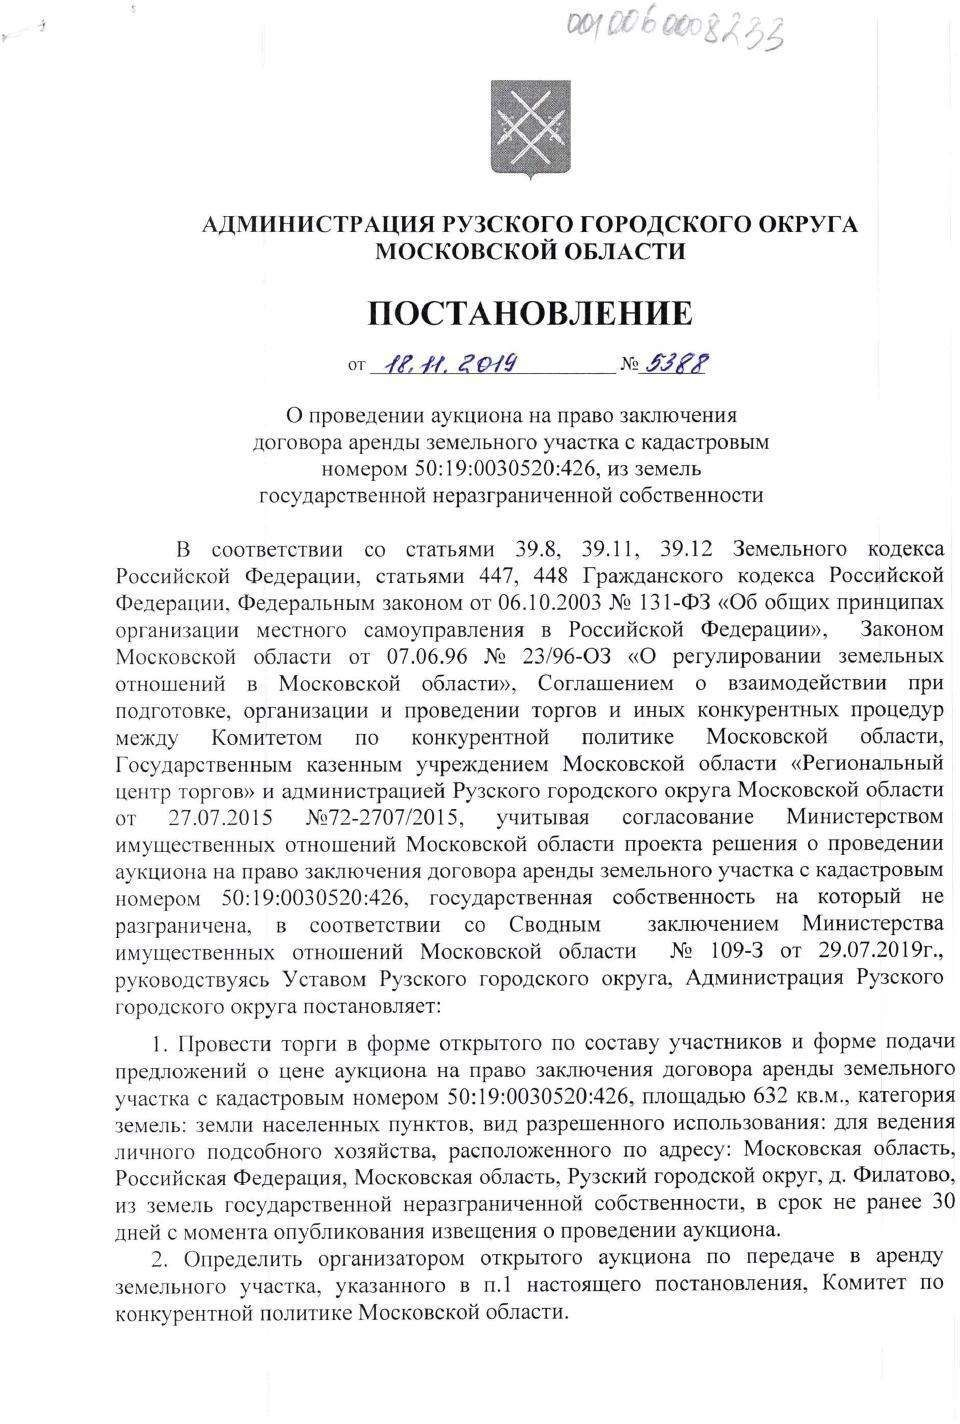 0010060008233
АДМИНИСТРАЦИЯ РУЗСКОГО ГОРОДСКОГО ОКРУГА
МОСКОВСКОЙ ОБЛАСТИ
ПОСТАНОВЛЕНИЕ
от 18.11.2019 № 5388
О проведении аукциона на право заключения
договора аренды земельного участка с кадастровым
номером 50:19:0030520:426, из земель
государственной неразграниченной собственности
В соответствии со статьями 39.8, 39.11, 39.12 Земельного кодекса
Российской Федерации, статьями 447, 448 Гражданского кодекса Российской
Федерации, Федеральным законом от 06.10.2003 № 131-ФЗ «Об общих принципах
организации местного самоуправления в Российской Федерации», Законом
Московской области от 07.06.96 № 23/96-ОЗ «О регулировании земельных
отношений в Московской области», Соглашением о взаимодействии при
подготовке, организации и проведении торгов и иных конкурентных процедур
между Комитетом по конкурентной политике Московской области,
Государственным казенным учреждением Московской области «Региональный
центр торгов» и администрацией Рузского городского округа Московской области
от 27.07.2015 №72-2707/2015, учитывая согласование Министерством
имущественных отношений Московской области проекта решения о проведении
аукциона на право заключения договора аренды земельного участка с кадастровым
номером 50:19:0030520:426, государственная собственность на который не
разграничена, в соответствии со Сводным заключением Министерства
имущественных отношений Московской области № 109-З от 29.07.2019г.,
руководствуясь Уставом Рузского городского округа, Администрация Рузского
городского округа постановляет:
1. Провести торги в форме открытого по составу участников и форме подачи
предложений о цене аукциона на право заключения договора аренды земельного
участка с кадастровым номером 50:19:0030520:426, площадью 632 кв.м., категория
земель: земли населенных пунктов, вид разрешенного использования: для ведения
личного подсобного хозяйства, расположенного по адресу: Московская область,
Российская Федерация, Московская область, Рузский городской округ, д. Филатово,
из земель государственной неразграниченной собственности, в срок не ранее 30
дней с момента опубликования извещения о проведении аукциона.
2. Определить организатором открытого аукциона по передаче в аренду
земельного участка, указанного в п.1 настоящего постановления, Комитет по
конкурентной политике Московской области.